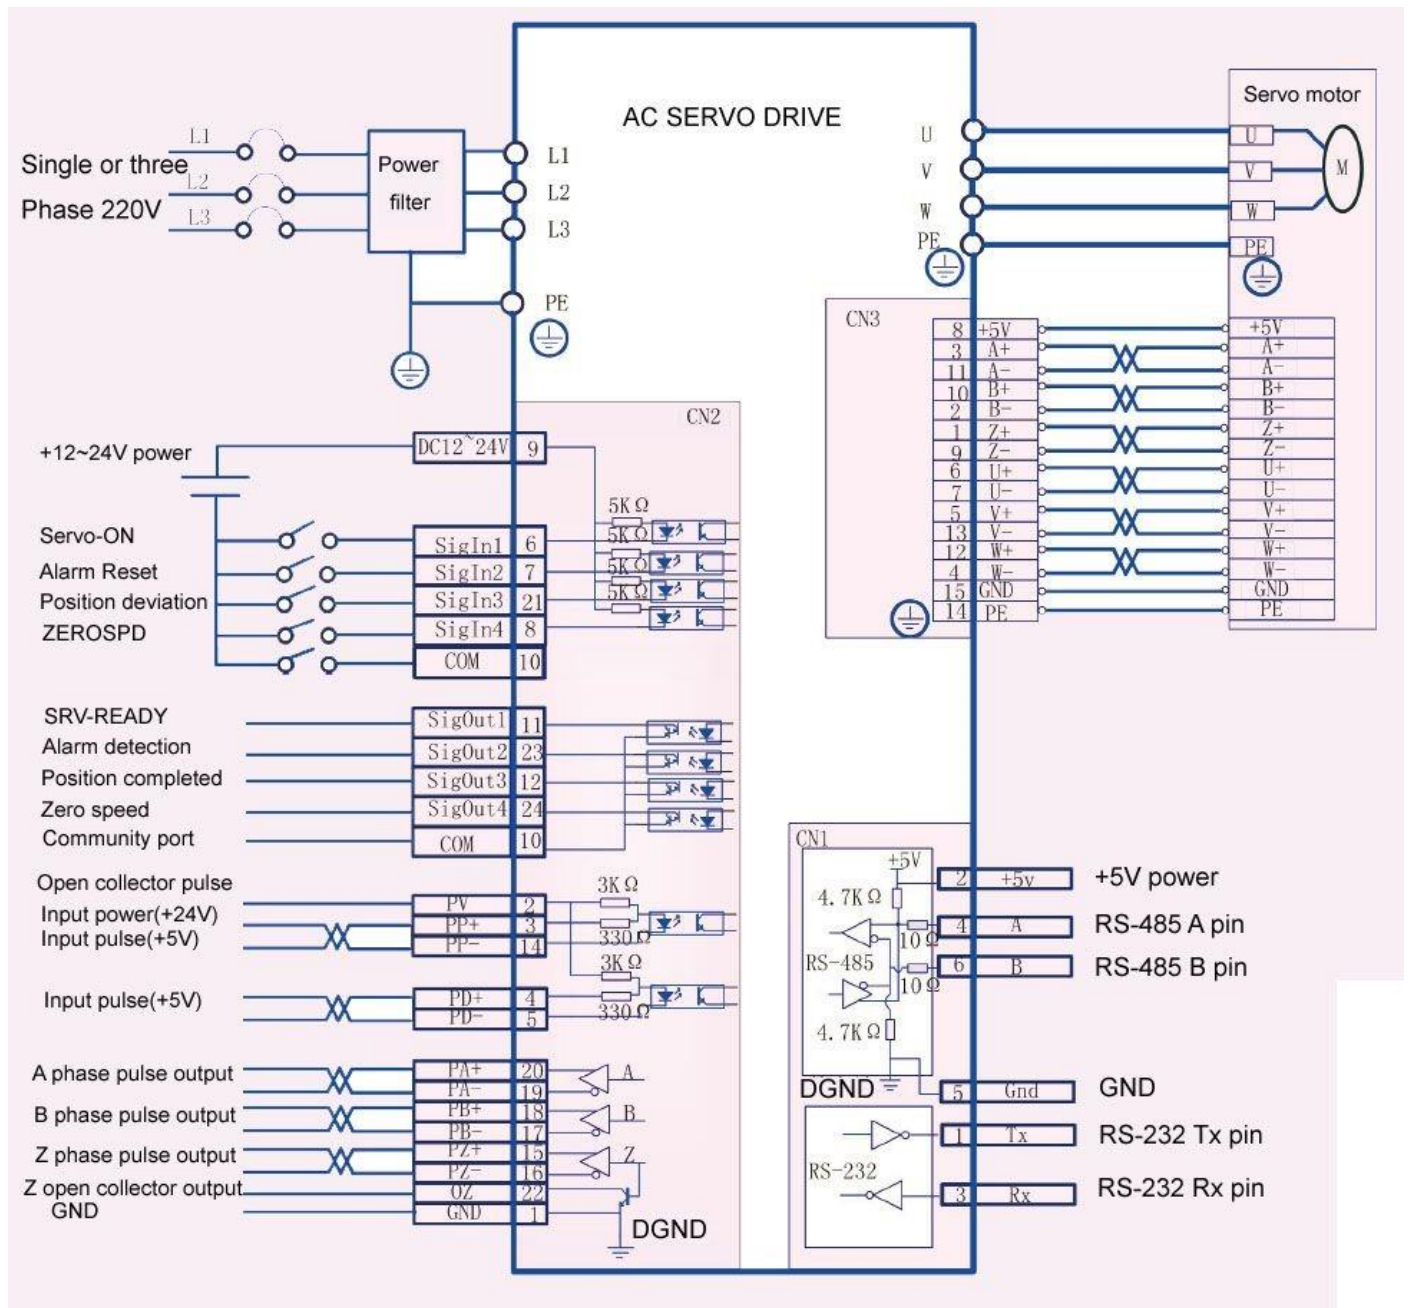 AC SERVO DRIVE
Servo motor
Single or three
Phase 220V
L1
L2
L3
Power
filter
L1
L2
L3
PE
U
V
W
PE
U
V
W
PE
M
CN3
8 +5V
3 A+
11 A-
10 B+
2 B-
1 Z+
9 Z-
6 U+
7 U-
5 V+
13 V-
12 W+
4 W-
15 GND
14 PE
+5V
A+
A-
B+
B-
Z+
Z-
U+
U-
V+
V-
W+
W-
GND
PE
CN2
+12~24V power
DC12~24V 9
5KΩ
5KΩ
5KΩ
5KΩ
Servo-ON SigIn1 6
Alarm Reset SigIn2 7
Position deviation SigIn3 21
ZEROSPD SigIn4 8
COM 10
SRV-READY SigOut1 11
Alarm detection SigOut2 23
Position completed SigOut3 12
Zero speed SigOut4 24
Community port COM 10
Open collector pulse
Input power(+24V) PV 2
Input pulse(+5V) PP+ 3
PP- 14
3KΩ
330Ω
3KΩ
330Ω
Input pulse(+5V) PD+ 4
PD- 5
A phase pulse output PA+ 20 A
PA- 19
B phase pulse output PB+ 18 B
PB- 17
Z phase pulse output PZ+ 15 Z
PZ- 16
Z open collector output OZ 22
GND GND 1
DGND
CN1
+5V
4.7KΩ
10Ω
RS-485
10Ω
4.7KΩ
DGND
RS-232
2 +5v +5V power
4 A RS-485 A pin
6 B RS-485 B pin
5 Gnd GND
1 Tx RS-232 Tx pin
3 Rx RS-232 Rx pin